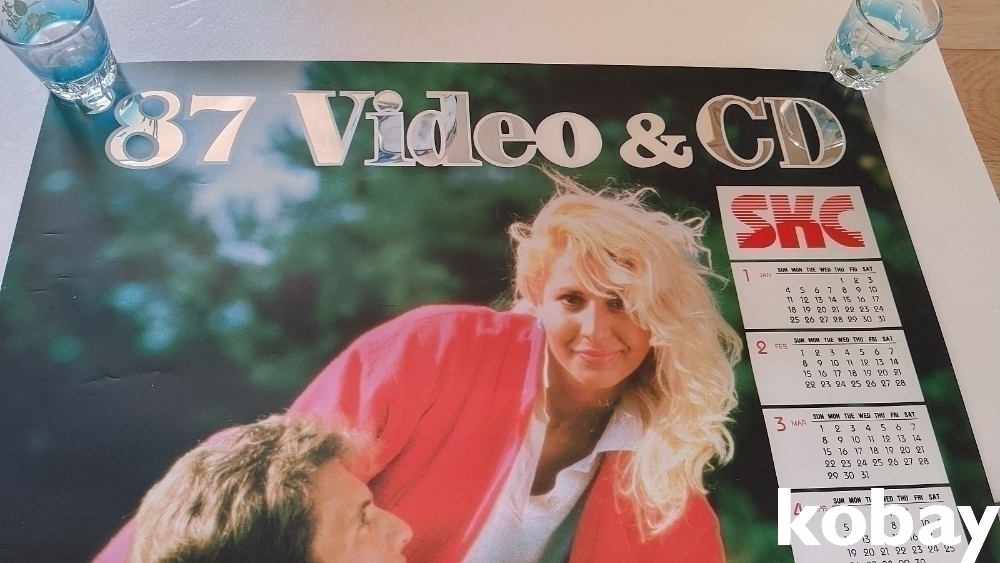 87 Video & CD
SKC
1 JAN
SUN MON TUE WED THU FRI SAT
1 2 3
4 5 6 7 8 9 10
11 12 13 14 15 16 17
18 19 20 21 22 23 24
25 26 27 28 29 30 31
2 FEB
SUN MON TUE WED THU FRI SAT
1 2 3 4 5 6 7
8 9 10 11 12 13 14
15 16 17 18 19 20 21
22 23 24 25 26 27 28
3 MAR
SUN MON TUE WED THU FRI SAT
1 2 3 4 5 6 7
8 9 10 11 12 13 14
15 16 17 18 19 20 21
22 23 24 25 26 27 28
29 30 31
4
SUN MON TUE WED THU FRI SAT
19 20 21 22 23 24 25
kobay